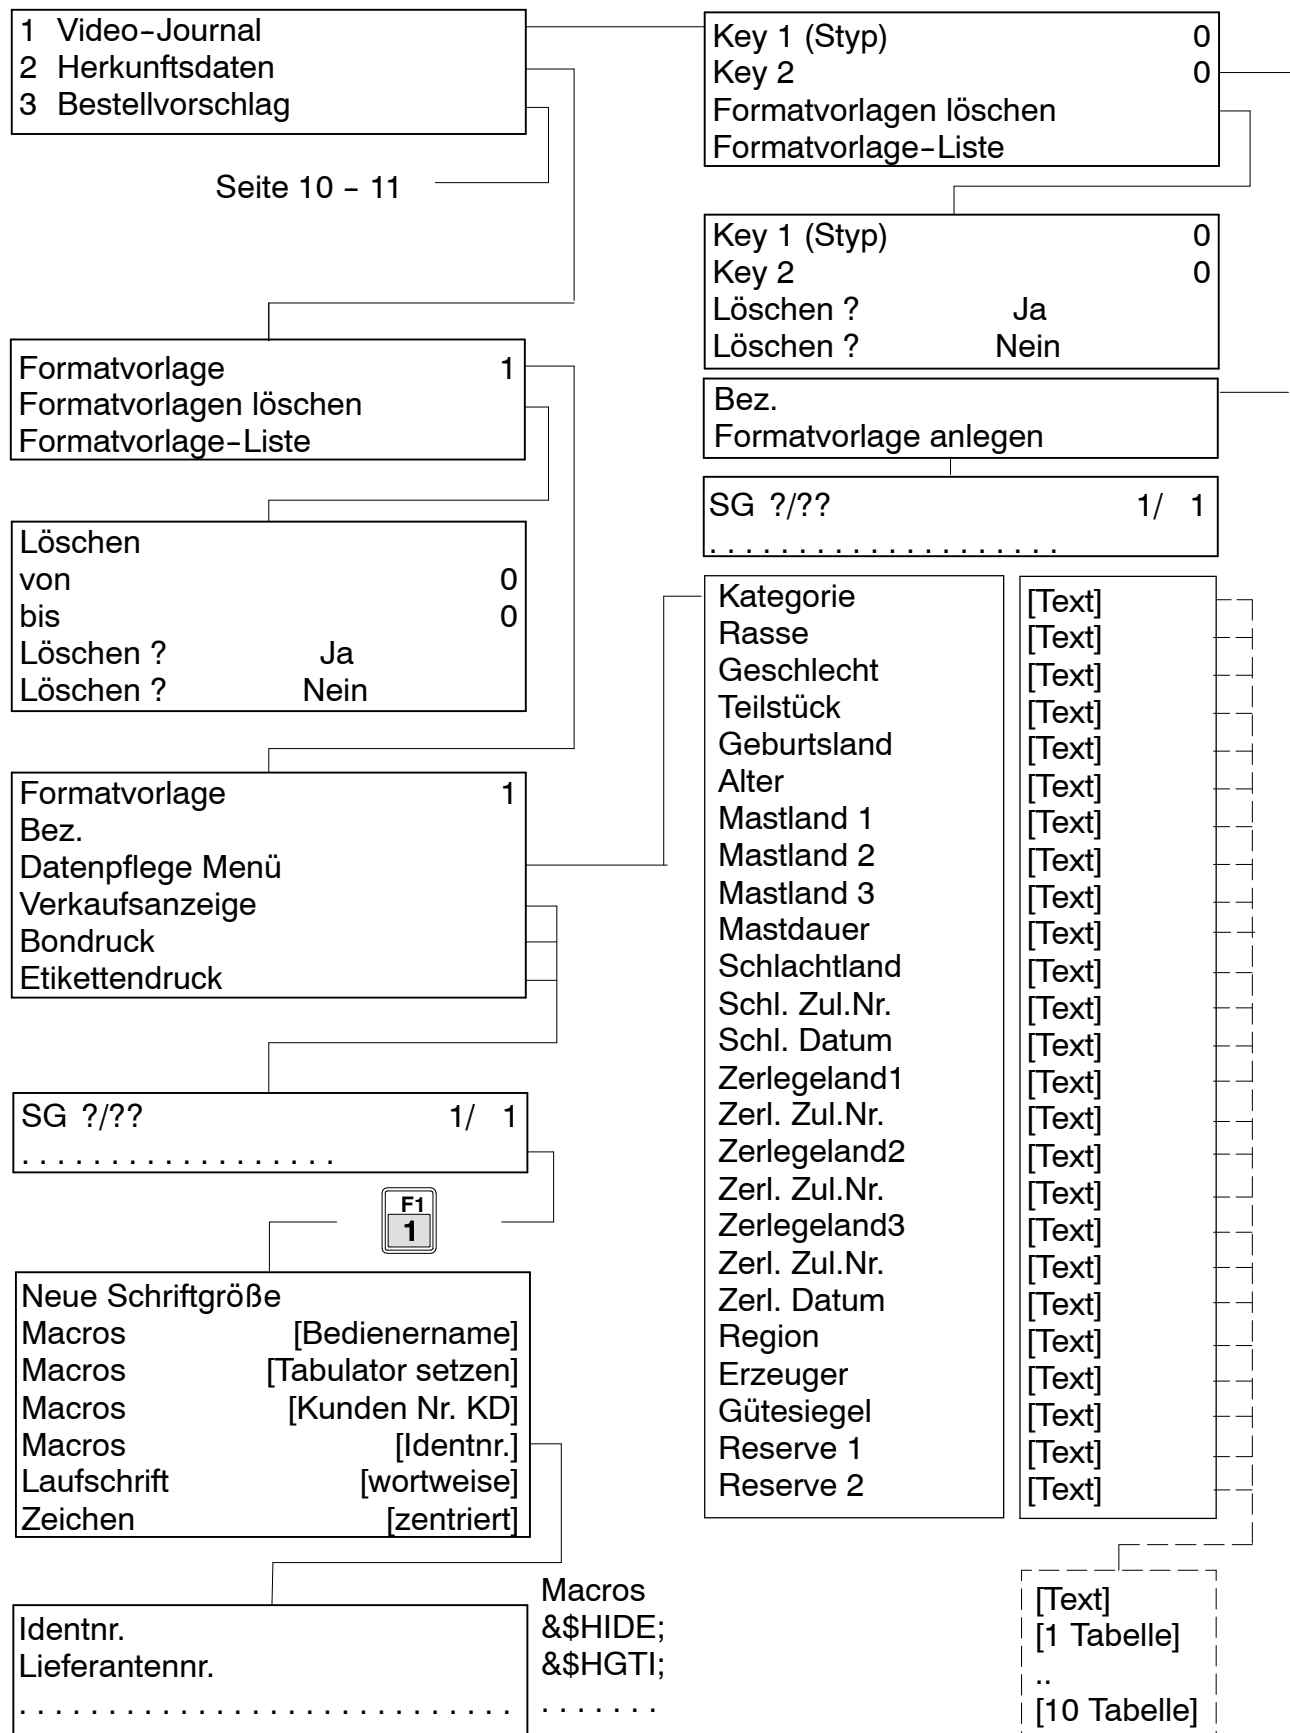 1 Video-Journal
2 Herkunftsdaten
3 Bestellvorschlag
Seite 10 - 11
Key 1 (Styp) 0
Key 2 0
Formatvorlagen löschen
Formatvorlage-Liste
Key 1 (Styp) 0
Key 2 0
Löschen ? Ja
Löschen ? Nein
Formatvorlage 1
Formatvorlagen löschen
Formatvorlage-Liste
Bez.
Formatvorlage anlegen
SG ?/?? 1/ 1
. . . . . . . . . . . . . . . . . . . .
Löschen
von 0
bis 0
Löschen ? Ja
Löschen ? Nein
Formatvorlage 1
Bez.
Datenpflege Menü
Verkaufsanzeige
Bondruck
Etikettendruck
SG ?/?? 1/ 1
. . . . . . . . . . . . . . . . . .
F1
1
Neue Schriftgröße
Macros [Bedienername]
Macros [Tabulator setzen]
Macros [Kunden Nr. KD]
Macros [Identnr.]
Laufschrift [wortweise]
Zeichen [zentriert]
Identnr.
Lieferantennr.
. . . . . . . . . . . . . . . . . . . . . . . . . . . .
Macros
&$HIDE;
&$HGTI;
. . . . . . .
Kategorie [Text]
Rasse [Text]
Geschlecht [Text]
Teilstück [Text]
Geburtsland [Text]
Alter [Text]
Mastland 1 [Text]
Mastland 2 [Text]
Mastland 3 [Text]
Mastdauer [Text]
Schlachtland [Text]
Schl. Zul.Nr. [Text]
Schl. Datum [Text]
Zerlegeland1 [Text]
Zerl. Zul.Nr. [Text]
Zerlegeland2 [Text]
Zerl. Zul.Nr. [Text]
Zerlegeland3 [Text]
Zerl. Zul.Nr. [Text]
Zerl. Datum [Text]
Region [Text]
Erzeuger [Text]
Gütesiegel [Text]
Reserve 1 [Text]
Reserve 2 [Text]
[Text]
[1 Tabelle]
..
[10 Tabelle]